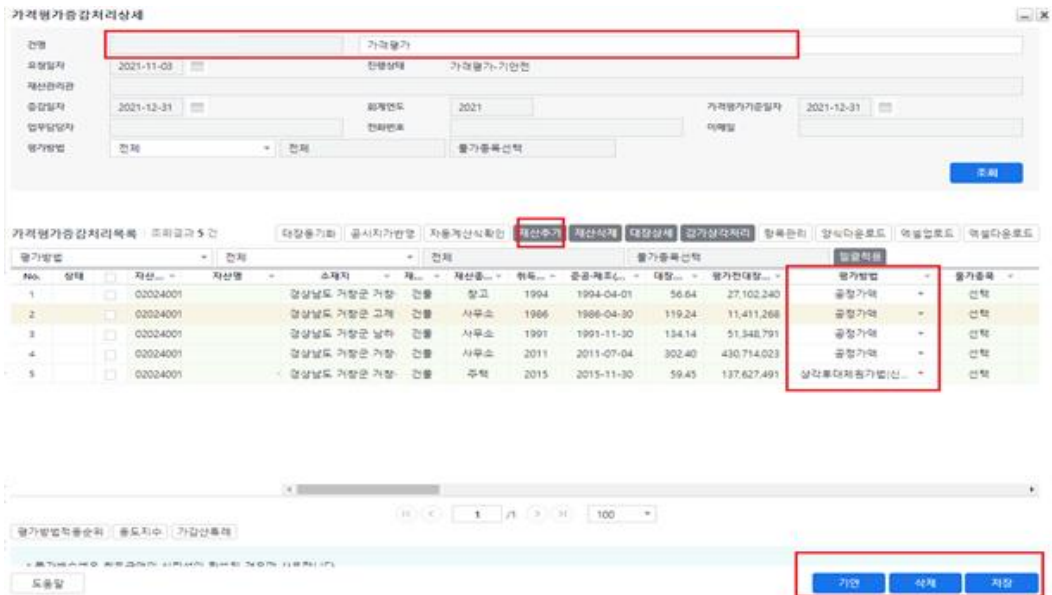 가격평가증감처리상세
건명 가격평가
요청일자 2021-11-03 진행상태 가격평가-기안전
재산관리관
증감일자 2021-12-31 회계연도 2021 가격평가기준일자 2021-12-31
업무담당자 전화번호 이메일
평가방법 전체 전체 물가종목선택
조회
가격평가증감처리목록 조회결과 5 건 대장동기화 공시지가반영 자동계산식확인 재산추가 재산삭제 대장상세 감가상각처리 항목관리 양식다운로드 엑셀업로드 엑셀다운로드
평가방법 전체 전체 물가종목선택 일괄적용
No. 상태 자산... 자산명 소재지 재... 재산종... 취득... 준공·제조(... 대장... 평가전대장... 평가방법 물가종목
1 02024001 경상남도 거창군 거창· 건물 창고 1994 1994-04-01 56.64 27,102,240 공정가액 선택
2 02024001 경상남도 거창군 고제 건물 사무소 1986 1986-04-30 119.24 11,411,268 공정가액 선택
3 02024001 경상남도 거창군 남하 건물 사무소 1991 1991-11-30 134.14 51,348,791 공정가액 선택
4 02024001 경상남도 거창군 거창· 건물 사무소 2011 2011-07-04 302.40 430,714,023 공정가액 선택
5 02024001 경상남도 거창군 거창· 건물 주택 2015 2015-11-30 59.45 137,627,491 상각후대체원가법(신... 선택
1 /1 100
평가방법적용순위 용도지수 가감산특례
도움말 기안 삭제 저장